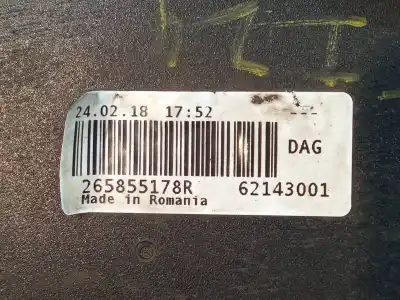 24.02.18 17:52 ---
DAG
265855178R 62143001
Made in Romania